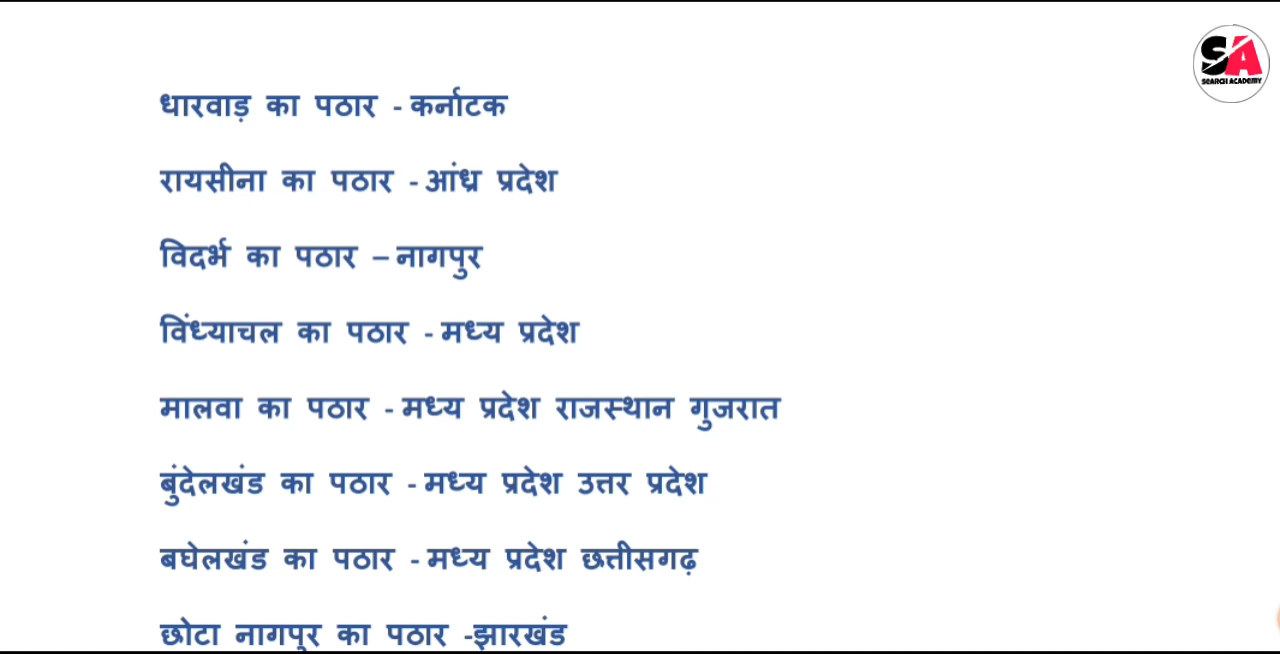 SA
SEARCH ACADEMY
धारवाड़ का पठार - कर्नाटक
रायसीना का पठार - आंध्र प्रदेश
विदर्भ का पठार – नागपुर
विंध्याचल का पठार - मध्य प्रदेश
मालवा का पठार - मध्य प्रदेश राजस्थान गुजरात
बुंदेलखंड का पठार - मध्य प्रदेश उत्तर प्रदेश
बघेलखंड का पठार - मध्य प्रदेश छत्तीसगढ़
छोटा नागपुर का पठार -झारखंड